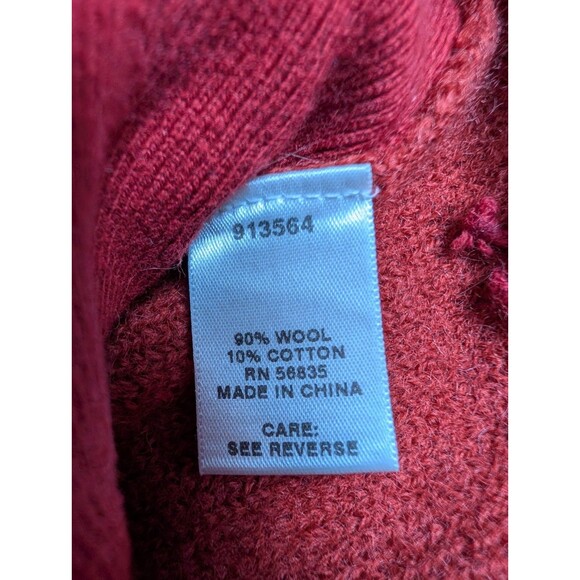 913564
90% WOOL
10% COTTON
RN 56835
MADE IN CHINA
CARE:
SEE REVERSE